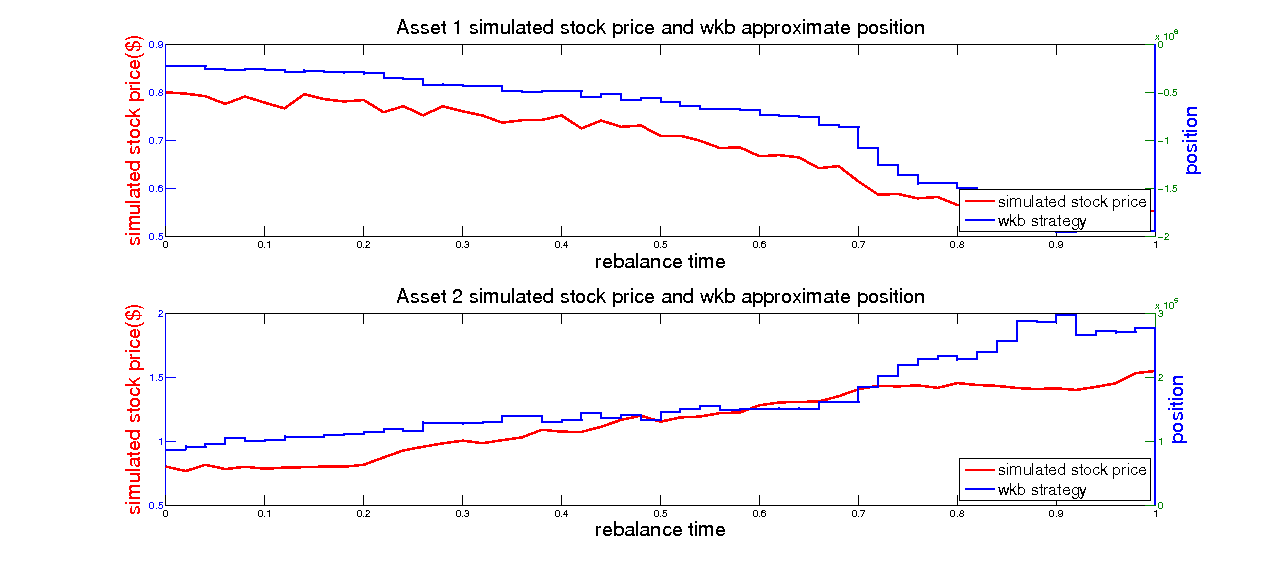 Asset 1 simulated stock price and wkb approximate position
simulated stock price($)
0.9
0.8
0.7
0.6
0.5
x 10^6
0
−0.5
−1
−1.5
−2
position
simulated stock price
wkb strategy
0 0.1 0.2 0.3 0.4 0.5 0.6 0.7 0.8 0.9 1
rebalance time
Asset 2 simulated stock price and wkb approximate position
simulated stock price($)
2
1.5
1
0.5
3
2
1
0
position
simulated stock price
wkb strategy
0 0.1 0.2 0.3 0.4 0.5 0.6 0.7 0.8 0.9 1
rebalance time